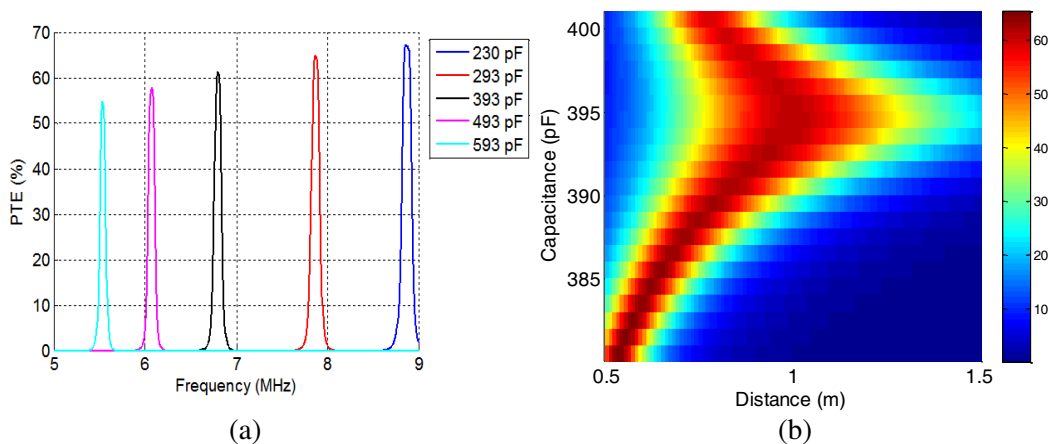 70
60
50
40
30
20
10
0
PTE (%)
5 6 7 8 9
Frequency (MHz)
230 pF
293 pF
393 pF
493 pF
593 pF
(a)
400
395
390
385
Capacitance (pF)
0.5 1 1.5
Distance (m)
60
50
40
30
20
10
(b)